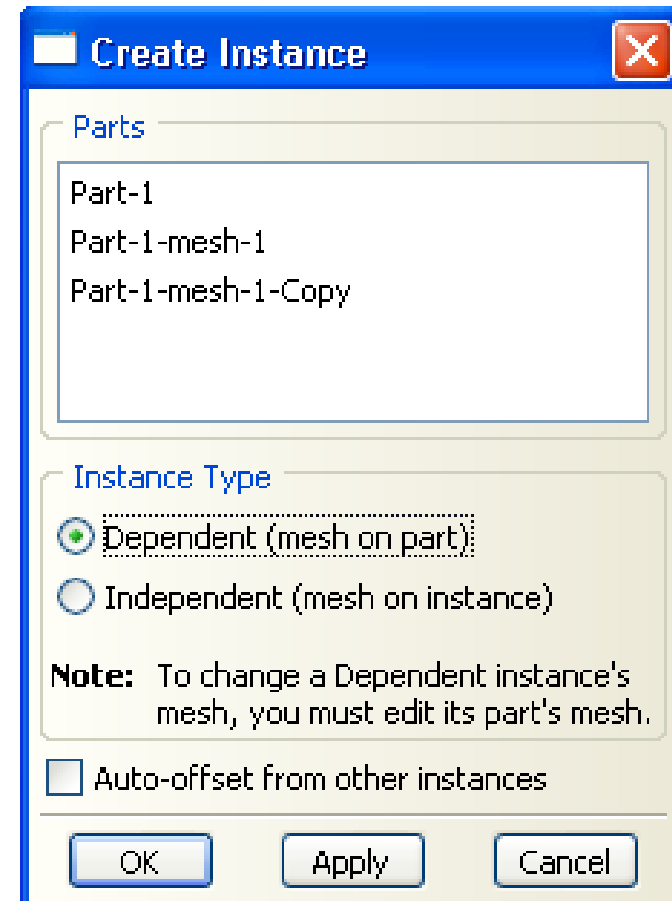 Create Instance
Parts
Part-1
Part-1-mesh-1
Part-1-mesh-1-Copy
Instance Type
Dependent (mesh on part)
Independent (mesh on instance)
Note: To change a Dependent instance's
mesh, you must edit its part's mesh.
Auto-offset from other instances
OK Apply Cancel